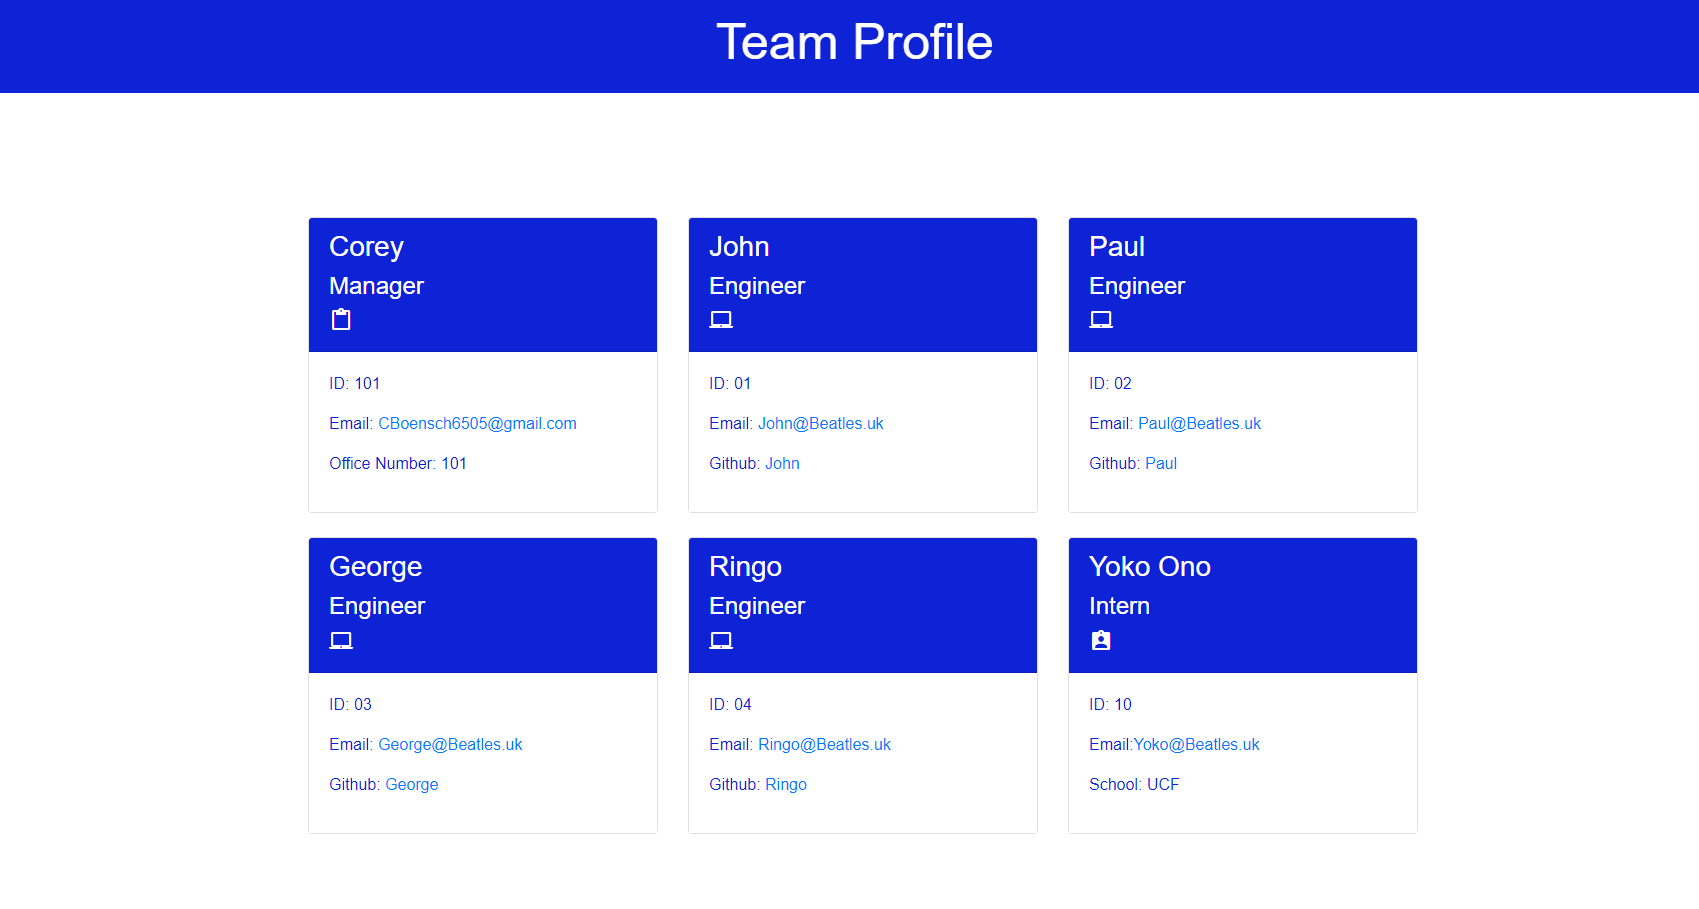 Team Profile
Corey
Manager
ID: 101
Email: CBoensch6505@gmail.com
Office Number: 101
John
Engineer
ID: 01
Email: John@Beatles.uk
Github: John
Paul
Engineer
ID: 02
Email: Paul@Beatles.uk
Github: Paul
George
Engineer
ID: 03
Email: George@Beatles.uk
Github: George
Ringo
Engineer
ID: 04
Email: Ringo@Beatles.uk
Github: Ringo
Yoko Ono
Intern
ID: 10
Email:Yoko@Beatles.uk
School: UCF